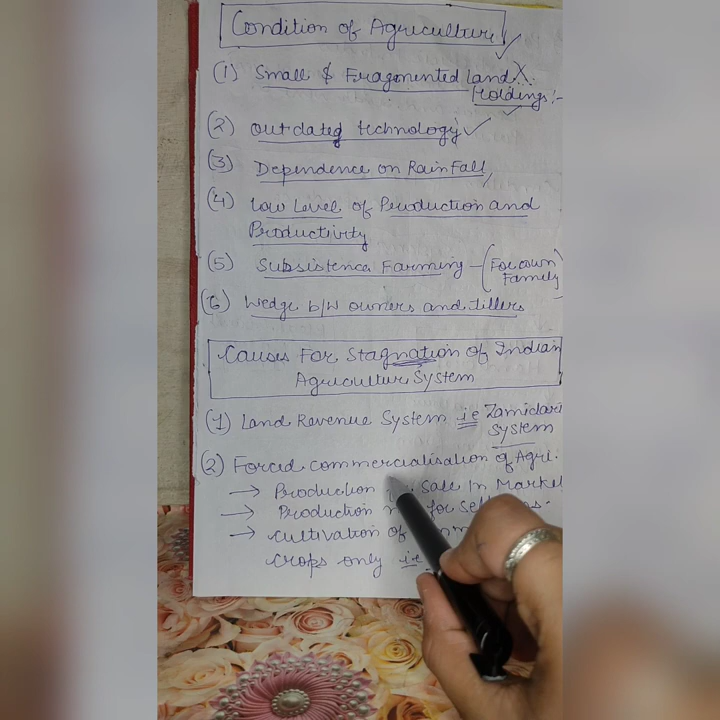 Condition of Agriculture
(1) Small & Fragmented Land
Holdings :-
(2) Outdated technology
(3) Dependence on RainFall
(4) Low Level of Production and
Productivity
(5) Subsistence Farming - (For own
Family)
(6) Wedge b/w owners and tillers
Causes For Stagnation of Indian
Agriculture System
(1) Land Revenue System i.e Zamidari
System
(2) Forced commercialisation of Agri.
→ Production Sale In Market
→ Production for Self
→ Cultivation of
crops only i.e.